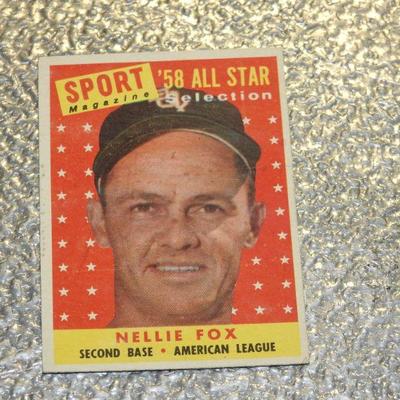 SPORT '58 ALL STAR
Magazine Selection
NELLIE FOX
SECOND BASE • AMERICAN LEAGUE